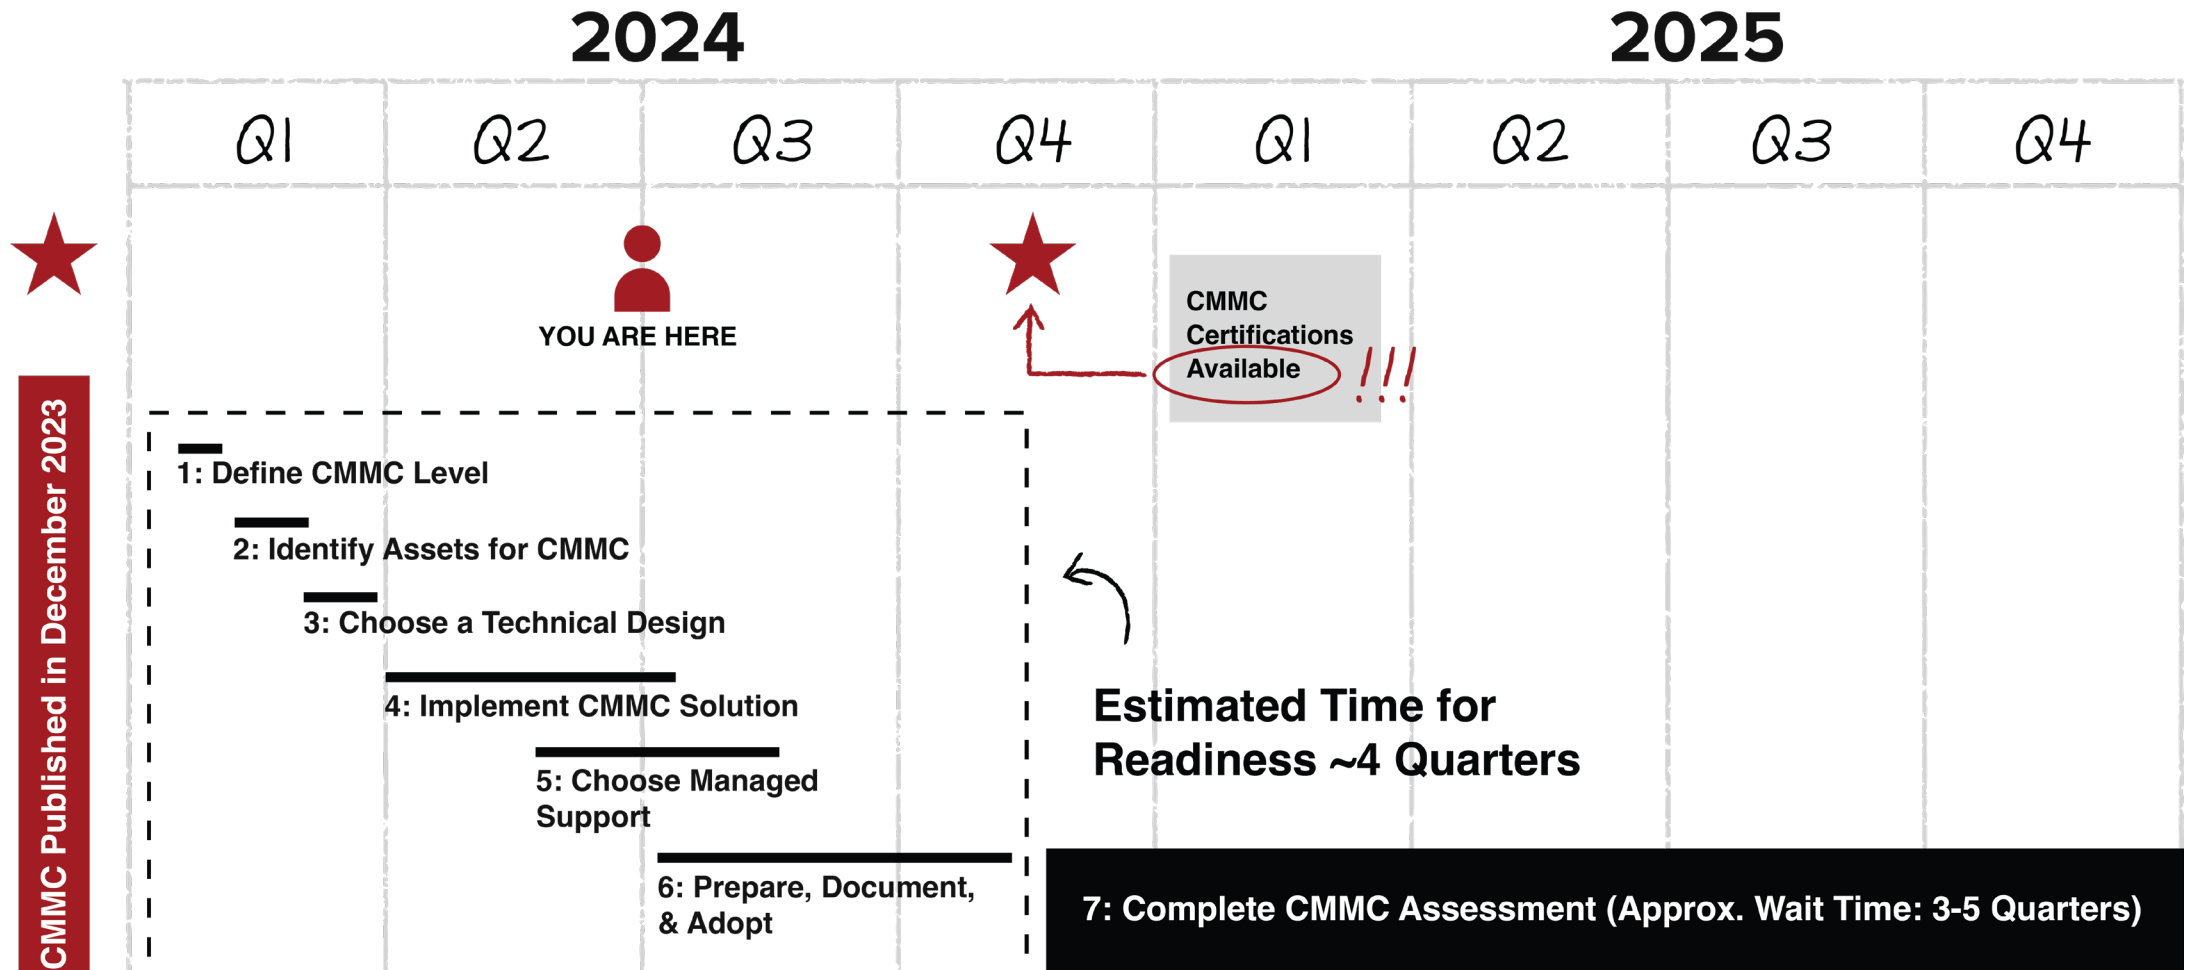 2024
2025
Q1
Q2
Q3
Q4
Q1
Q2
Q3
Q4
CMMC Published in December 2023
YOU ARE HERE
CMMC
Certifications
Available
!!!
1: Define CMMC Level
2: Identify Assets for CMMC
3: Choose a Technical Design
4: Implement CMMC Solution
5: Choose Managed
Support
6: Prepare, Document,
& Adopt
Estimated Time for
Readiness ~4 Quarters
7: Complete CMMC Assessment (Approx. Wait Time: 3-5 Quarters)